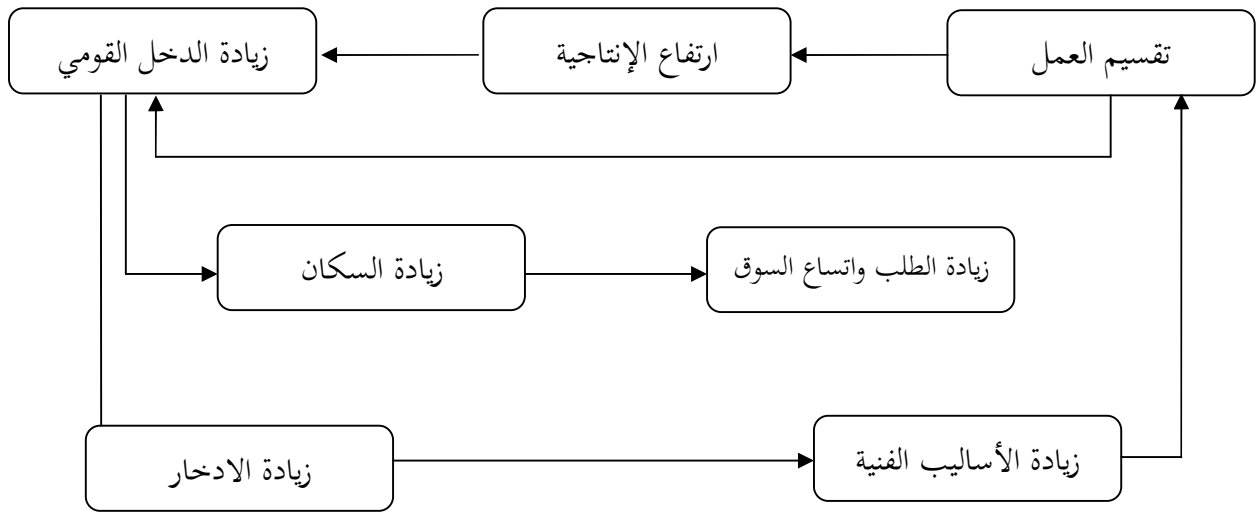 تقسيم العمل
ارتفاع الإنتاجية
زيادة الدخل القومي
زيادة السكان
زيادة الطلب واتساع السوق
زيادة الادخار
زيادة الأساليب الفنية